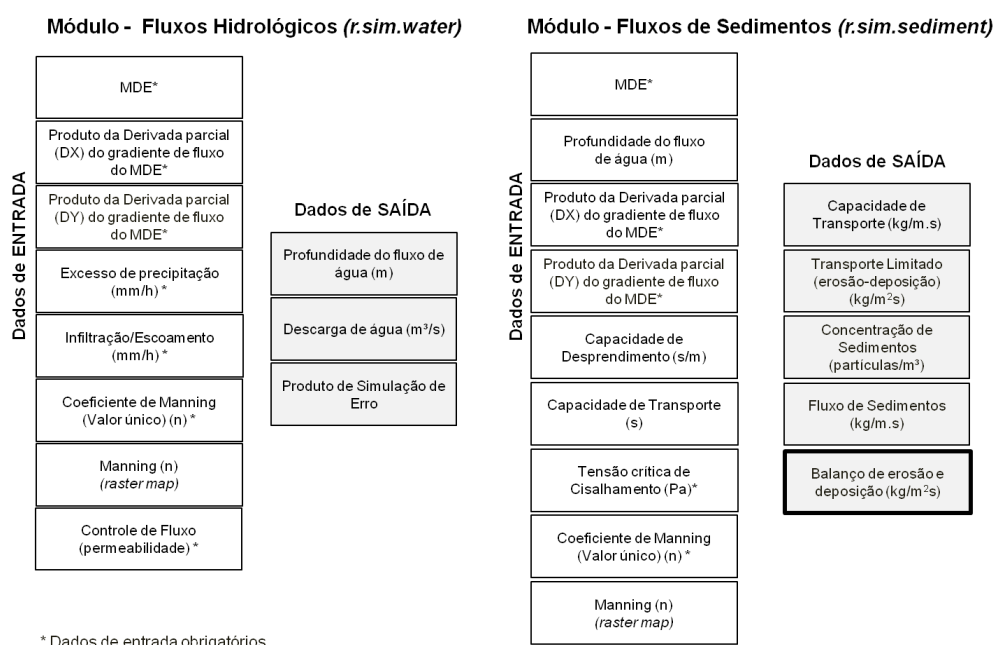 Módulo - Fluxos Hidrológicos (r.sim.water)
Dados de ENTRADA
MDE*
Produto da Derivada parcial
(DX) do gradiente de fluxo
do MDE*
Produto da Derivada parcial
(DY) do gradiente de fluxo
do MDE*
Excesso de precipitação
(mm/h) *
Infiltração/Escoamento
(mm/h) *
Coeficiente de Manning
(Valor único) (n) *
Manning (n)
(raster map)
Controle de Fluxo
(permeabilidade) *
Dados de SAÍDA
Profundidade do fluxo de
água (m)
Descarga de água (m³/s)
Produto de Simulação de
Erro
* Dados de entrada obrigatórios
Módulo - Fluxos de Sedimentos (r.sim.sediment)
Dados de ENTRADA
MDE*
Profundidade do fluxo
de água (m)
Produto da Derivada parcial
(DX) do gradiente de fluxo
do MDE*
Produto da Derivada parcial
(DY) do gradiente de fluxo
do MDE*
Capacidade de
Desprendimento (s/m)
Capacidade de Transporte
(s)
Tensão crítica de
Cisalhamento (Pa)*
Coeficiente de Manning
(Valor único) (n) *
Manning (n)
(raster map)
Dados de SAÍDA
Capacidade de
Transporte (kg/m.s)
Transporte Limitado
(erosão-deposição)
(kg/m²s)
Concentração de
Sedimentos
(partículas/m³)
Fluxo de Sedimentos
(kg/m.s)
Balanço de erosão e
deposição (kg/m²s)